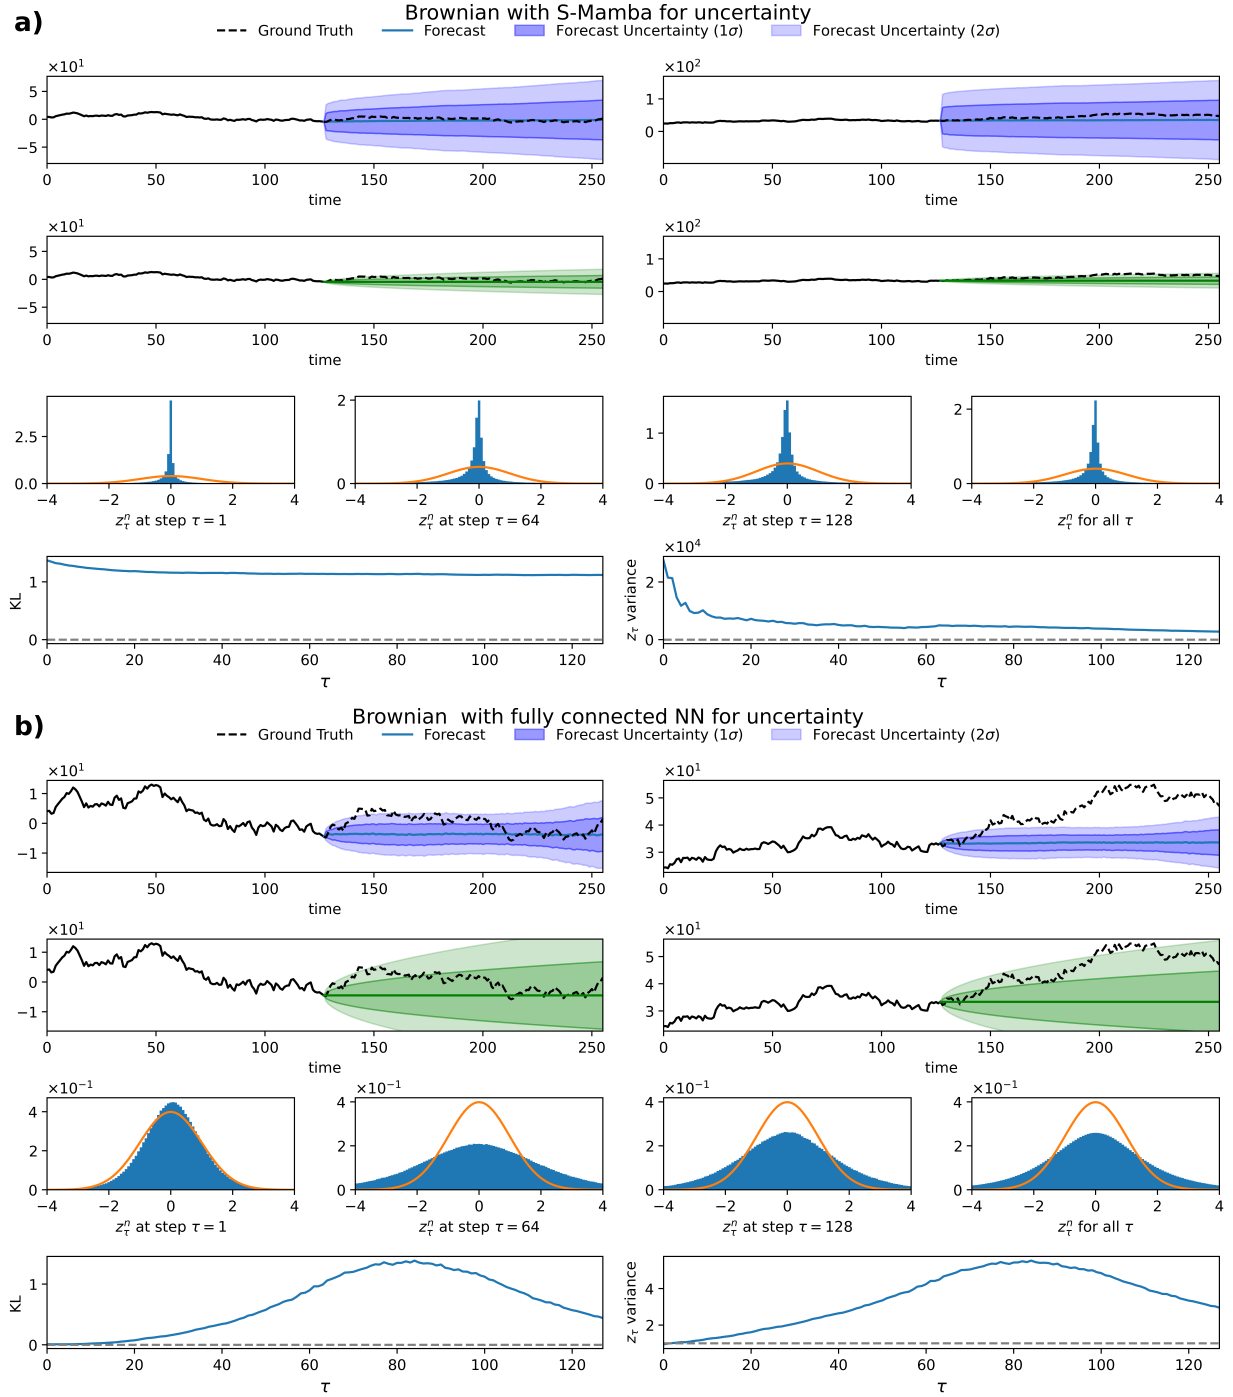 a)
Brownian with S-Mamba for uncertainty
Ground Truth Forecast Forecast Uncertainty (1σ) Forecast Uncertainty (2σ)
×10¹ ×10²
5 0 −5
1 0
0 50 100 150 200 250 0 50 100 150 200 250
time time
×10¹ ×10²
5 0 −5
1 0
0 50 100 150 200 250 0 50 100 150 200 250
time time
2.5 0.0
2 0
1 0
2 0
−4 −2 0 2 4 −4 −2 0 2 4 −4 −2 0 2 4 −4 −2 0 2 4
zτⁿ at step τ = 1 zτⁿ at step τ = 64 zτⁿ at step τ = 128 zτⁿ for all τ
×10⁴
KL 1 0
zτ variance 2 0
0 20 40 60 80 100 120 0 20 40 60 80 100 120
τ τ
b)
Brownian  with fully connected NN for uncertainty
Ground Truth Forecast Forecast Uncertainty (1σ) Forecast Uncertainty (2σ)
×10¹ ×10¹
1 0 −1
5 4 3
0 50 100 150 200 250 0 50 100 150 200 250
time time
×10¹ ×10¹
1 0 −1
5 4 3
0 50 100 150 200 250 0 50 100 150 200 250
time time
×10⁻¹ ×10⁻¹ ×10⁻¹ ×10⁻¹
4 2 0
4 2 0
4 2 0
4 2 0
−4 −2 0 2 4 −4 −2 0 2 4 −4 −2 0 2 4 −4 −2 0 2 4
zτⁿ at step τ = 1 zτⁿ at step τ = 64 zτⁿ at step τ = 128 zτⁿ for all τ
KL 1 0
zτ variance 4 2
0 20 40 60 80 100 120 0 20 40 60 80 100 120
τ τ